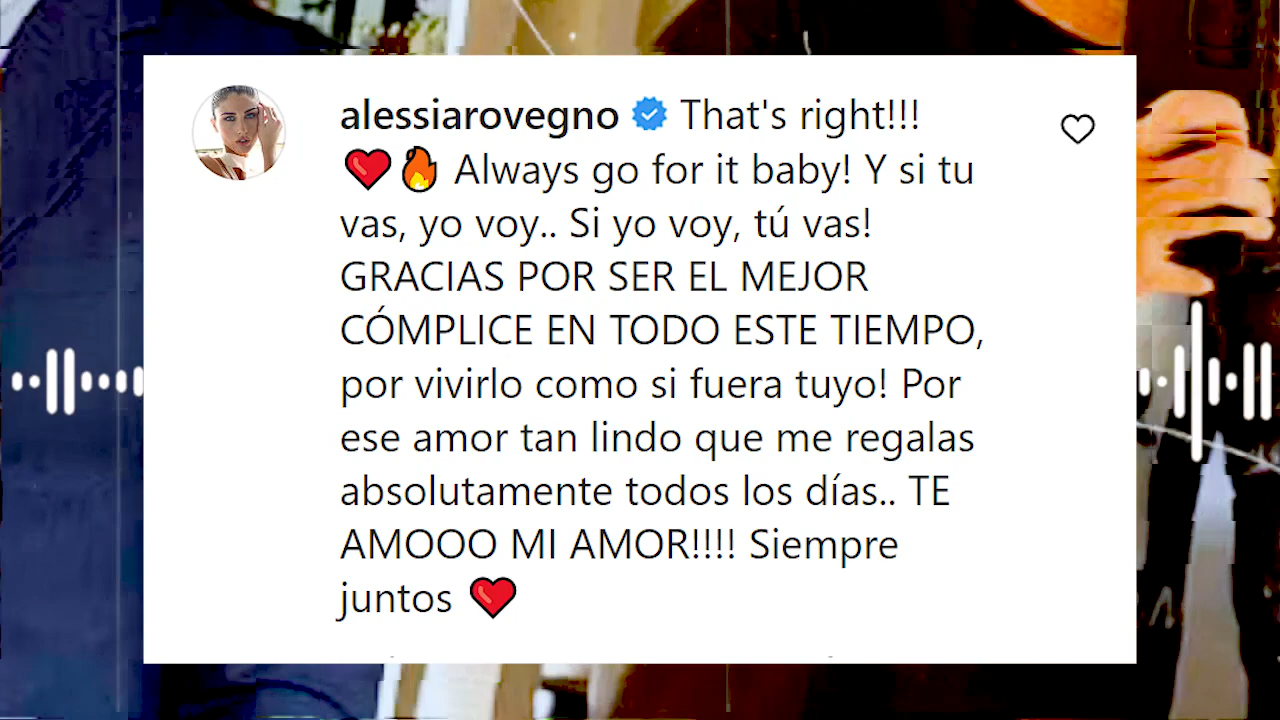 alessiarovegno That's right!!!
❤️🔥 Always go for it baby! Y si tu
vas, yo voy.. Si yo voy, tú vas!
GRACIAS POR SER EL MEJOR
CÓMPLICE EN TODO ESTE TIEMPO,
por vivirlo como si fuera tuyo! Por
ese amor tan lindo que me regalas
absolutamente todos los días.. TE
AMOOO MI AMOR!!!! Siempre
juntos ❤️